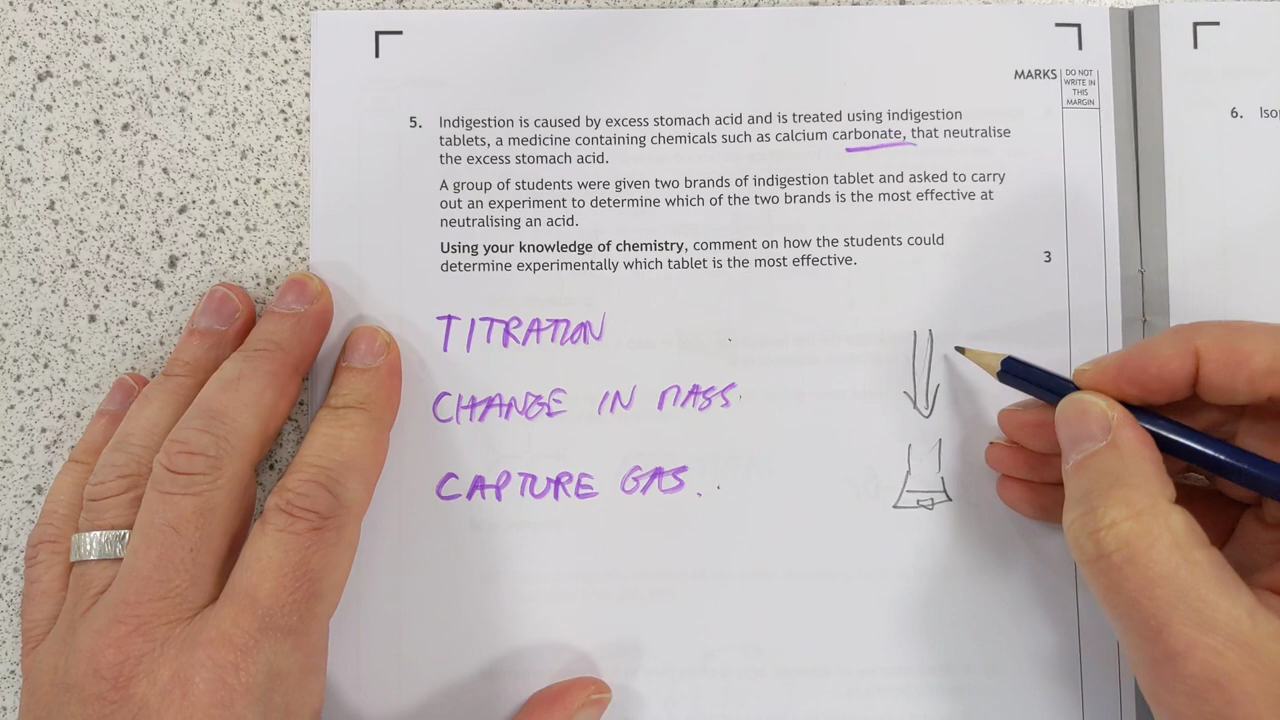 MARKS
DO NOT
WRITE IN
THIS
MARGIN
5. Indigestion is caused by excess stomach acid and is treated using indigestion
tablets, a medicine containing chemicals such as calcium carbonate, that neutralise
the excess stomach acid.
A group of students were given two brands of indigestion tablet and asked to carry
out an experiment to determine which of the two brands is the most effective at
neutralising an acid.
Using your knowledge of chemistry, comment on how the students could
determine experimentally which tablet is the most effective.
3
TITRATION
CHANGE IN MASS
CAPTURE GAS.
6.